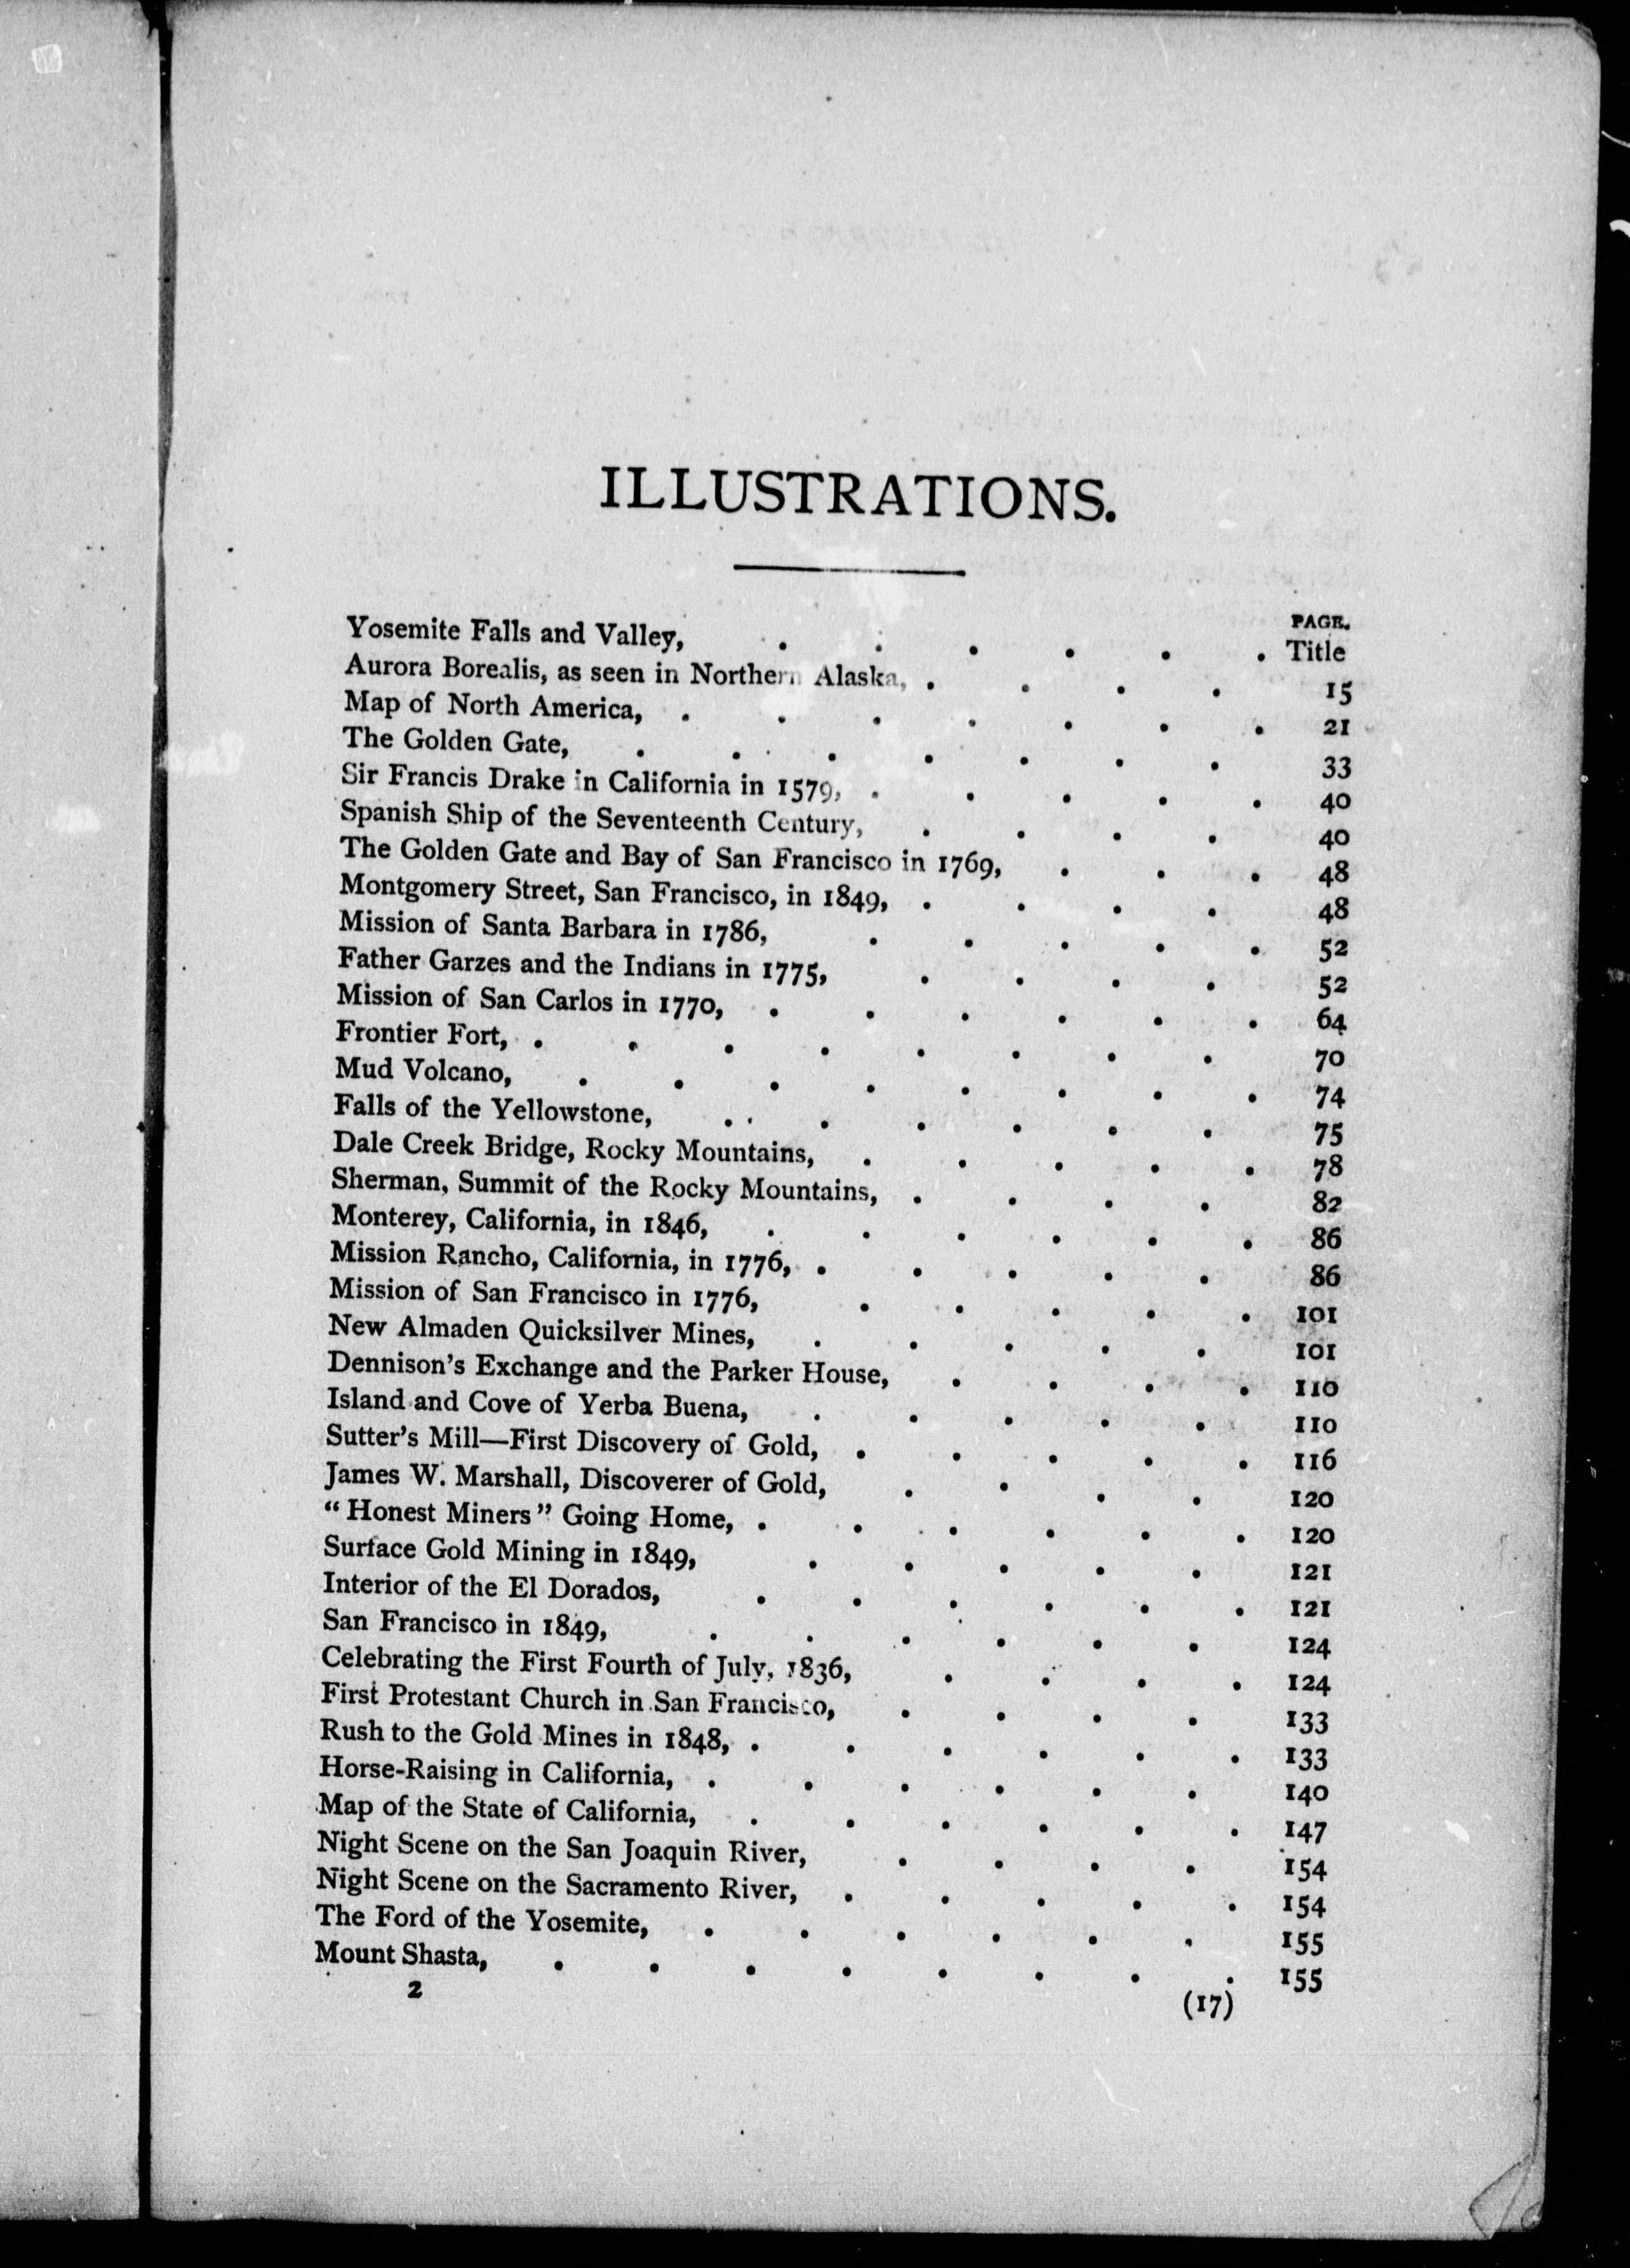 ILLUSTRATIONS.
PAGE.
Yosemite Falls and Valley, . . . . . . Title
Aurora Borealis, as seen in Northern Alaska, . . . . 15
Map of North America, . . . . . . . 21
The Golden Gate, . . . . . . . 33
Sir Francis Drake in California in 1579, . . . . . 40
Spanish Ship of the Seventeenth Century, . . . . 40
The Golden Gate and Bay of San Francisco in 1769, . . . 48
Montgomery Street, San Francisco, in 1849, . . . . 48
Mission of Santa Barbara in 1786, . . . . . 52
Father Garzes and the Indians in 1775, . . . . 52
Mission of San Carlos in 1770, . . . . . . 64
Frontier Fort, . . . . . . . . 70
Mud Volcano, . . . . . . . . 74
Falls of the Yellowstone, . . . . . . 75
Dale Creek Bridge, Rocky Mountains, . . . . . 78
Sherman, Summit of the Rocky Mountains, . . . . 82
Monterey, California, in 1846, . . . . . . 86
Mission Rancho, California, in 1776, . . . . . 86
Mission of San Francisco in 1776, . . . . . 101
New Almaden Quicksilver Mines, . . . . . 101
Dennison's Exchange and the Parker House, . . . . 110
Island and Cove of Yerba Buena, . . . . . 110
Sutter's Mill—First Discovery of Gold, . . . . . 116
James W. Marshall, Discoverer of Gold, . . . . 120
“Honest Miners” Going Home, . . . . . . 120
Surface Gold Mining in 1849, . . . . . 121
Interior of the El Dorados, . . . . . . 121
San Francisco in 1849, . . . . . . 124
Celebrating the First Fourth of July, 1836, . . . . 124
First Protestant Church in San Francisco, . . . . 133
Rush to the Gold Mines in 1848, . . . . . . 133
Horse-Raising in California, . . . . . . 140
Map of the State of California, . . . . . . 147
Night Scene on the San Joaquin River, . . . . 154
Night Scene on the Sacramento River, . . . . . 154
The Ford of the Yosemite, . . . . . . 155
Mount Shasta, . . . . . . . . 155
2 (17)